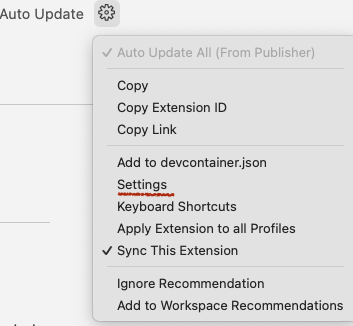 Auto Update
Auto Update All (From Publisher)
Copy
Copy Extension ID
Copy Link
Add to devcontainer.json
Settings
Keyboard Shortcuts
Apply Extension to all Profiles
Sync This Extension
Ignore Recommendation
Add to Workspace Recommendations